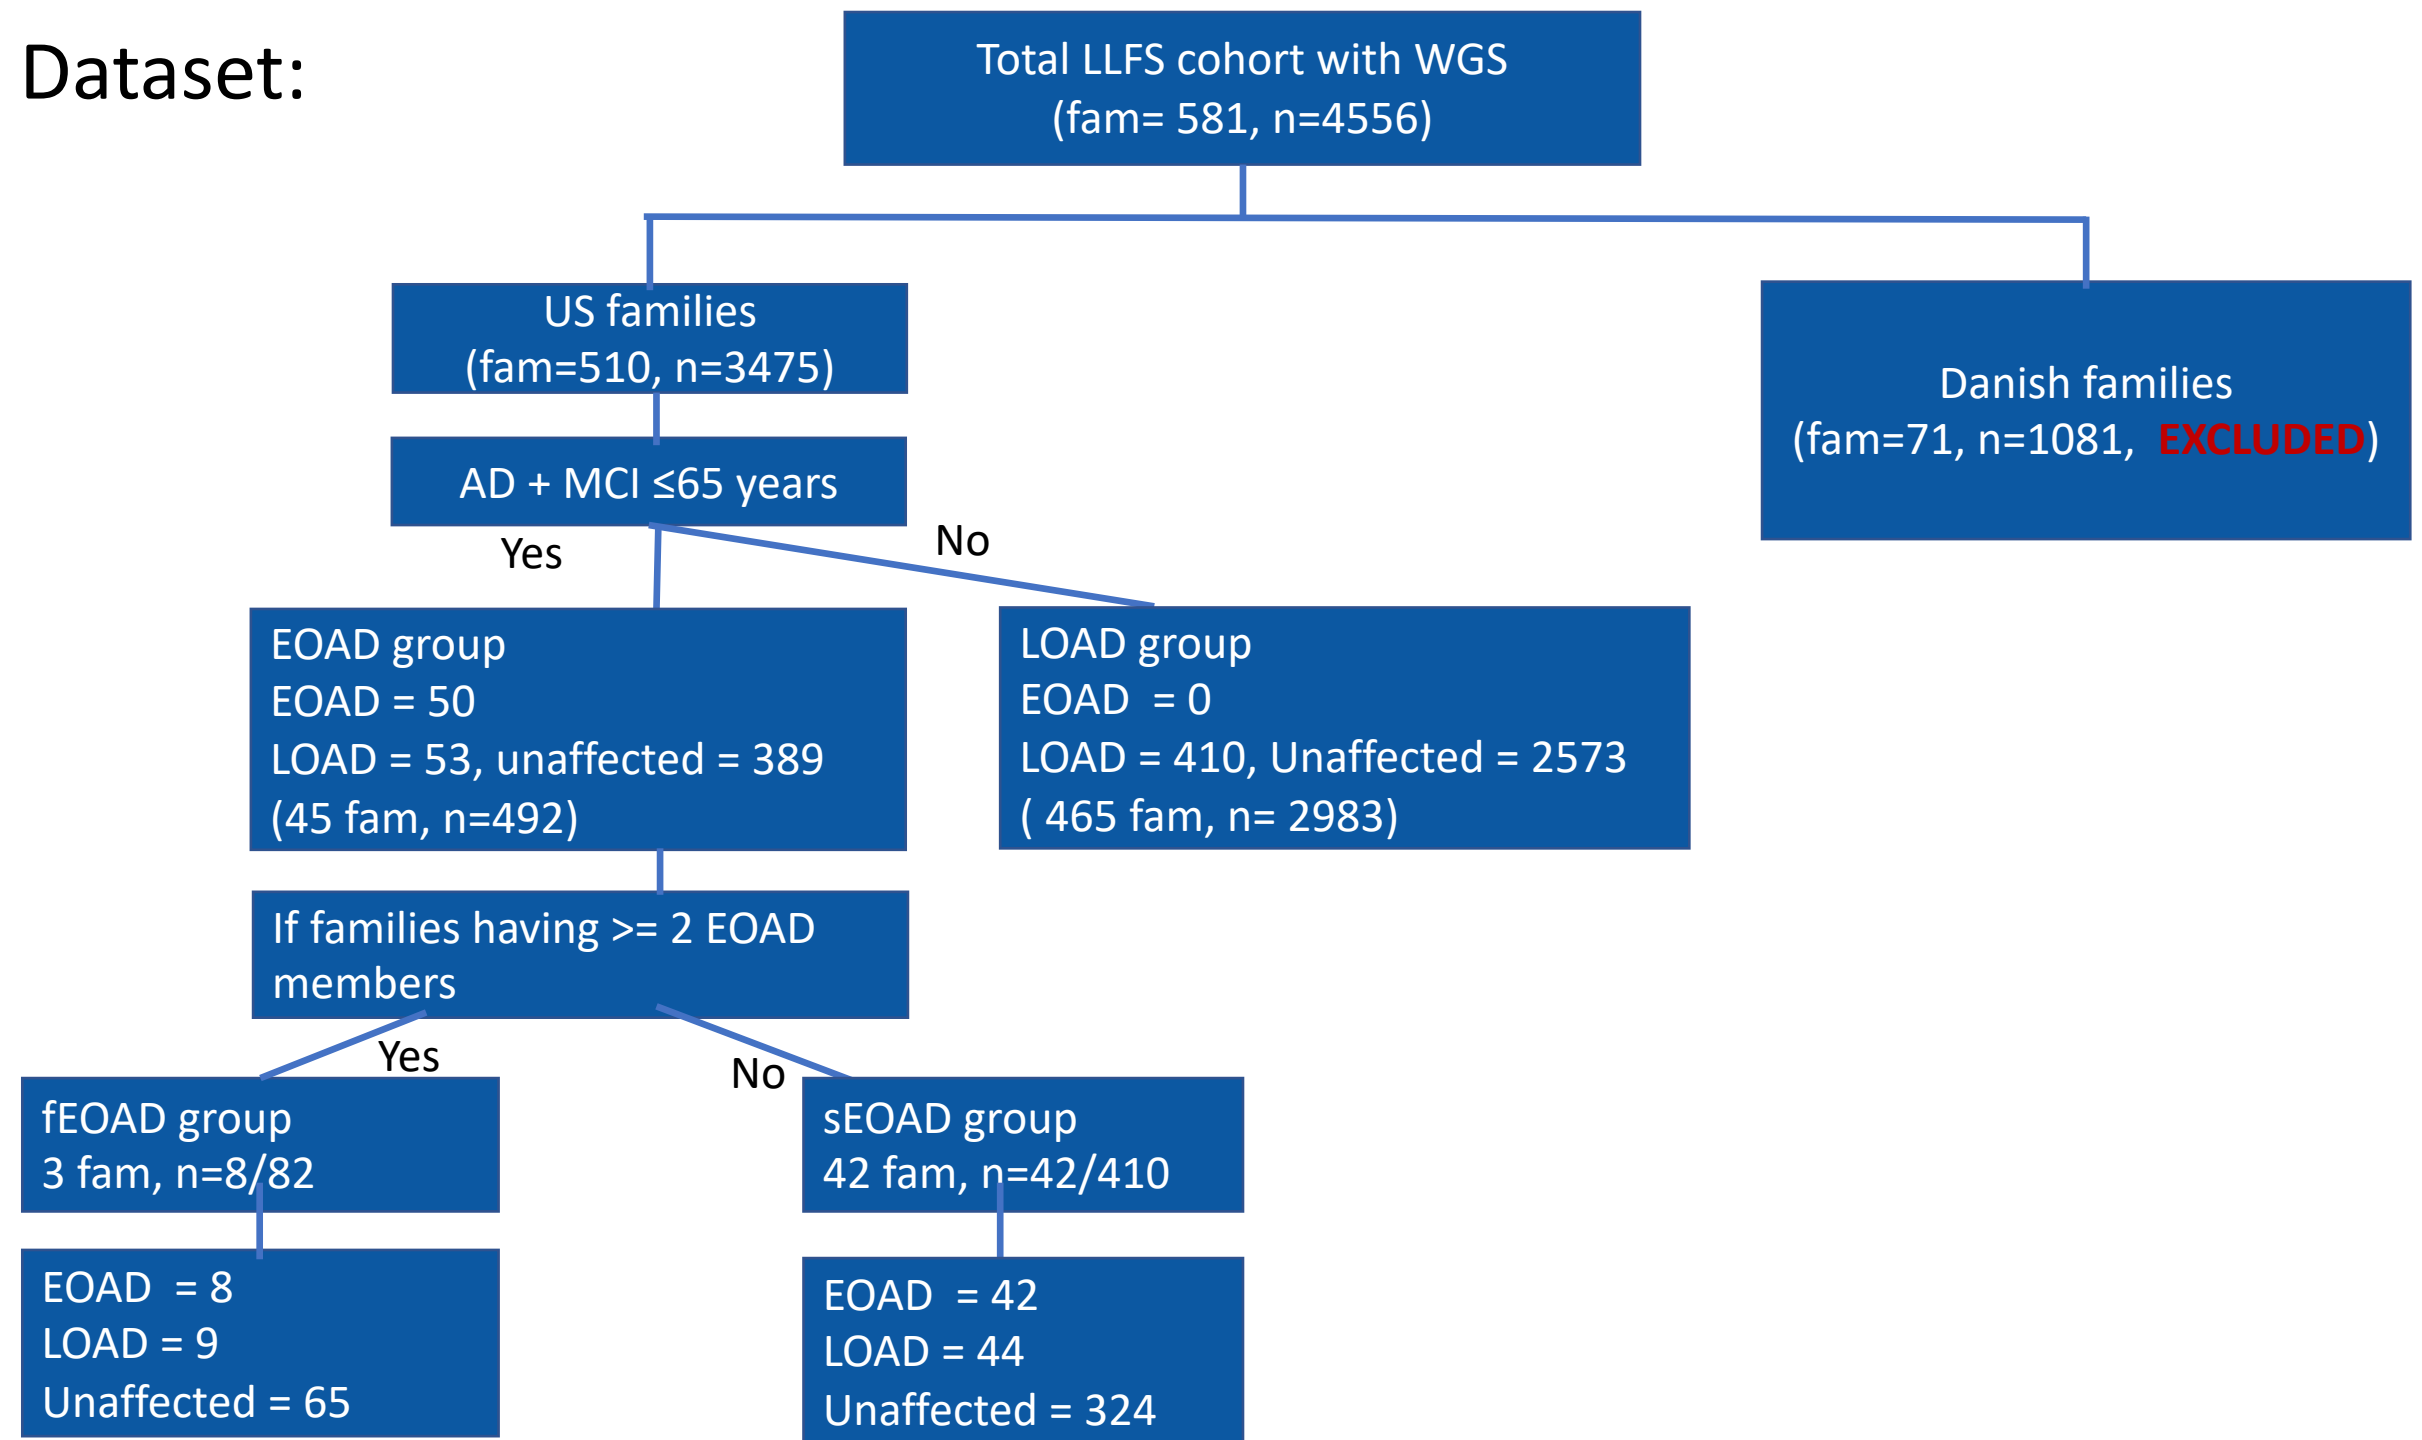 Dataset:
Total LLFS cohort with WGS
(fam= 581, n=4556)
US families
(fam=510, n=3475)
Danish families
(fam=71, n=1081, EXCLUDED)
AD + MCI ≤65 years
Yes
No
EOAD group
EOAD = 50
LOAD = 53, unaffected = 389
(45 fam, n=492)
LOAD group
EOAD = 0
LOAD = 410, Unaffected = 2573
( 465 fam, n= 2983)
If families having >= 2 EOAD
members
Yes
No
fEOAD group
3 fam, n=8/82
sEOAD group
42 fam, n=42/410
EOAD = 8
LOAD = 9
Unaffected = 65
EOAD = 42
LOAD = 44
Unaffected = 324